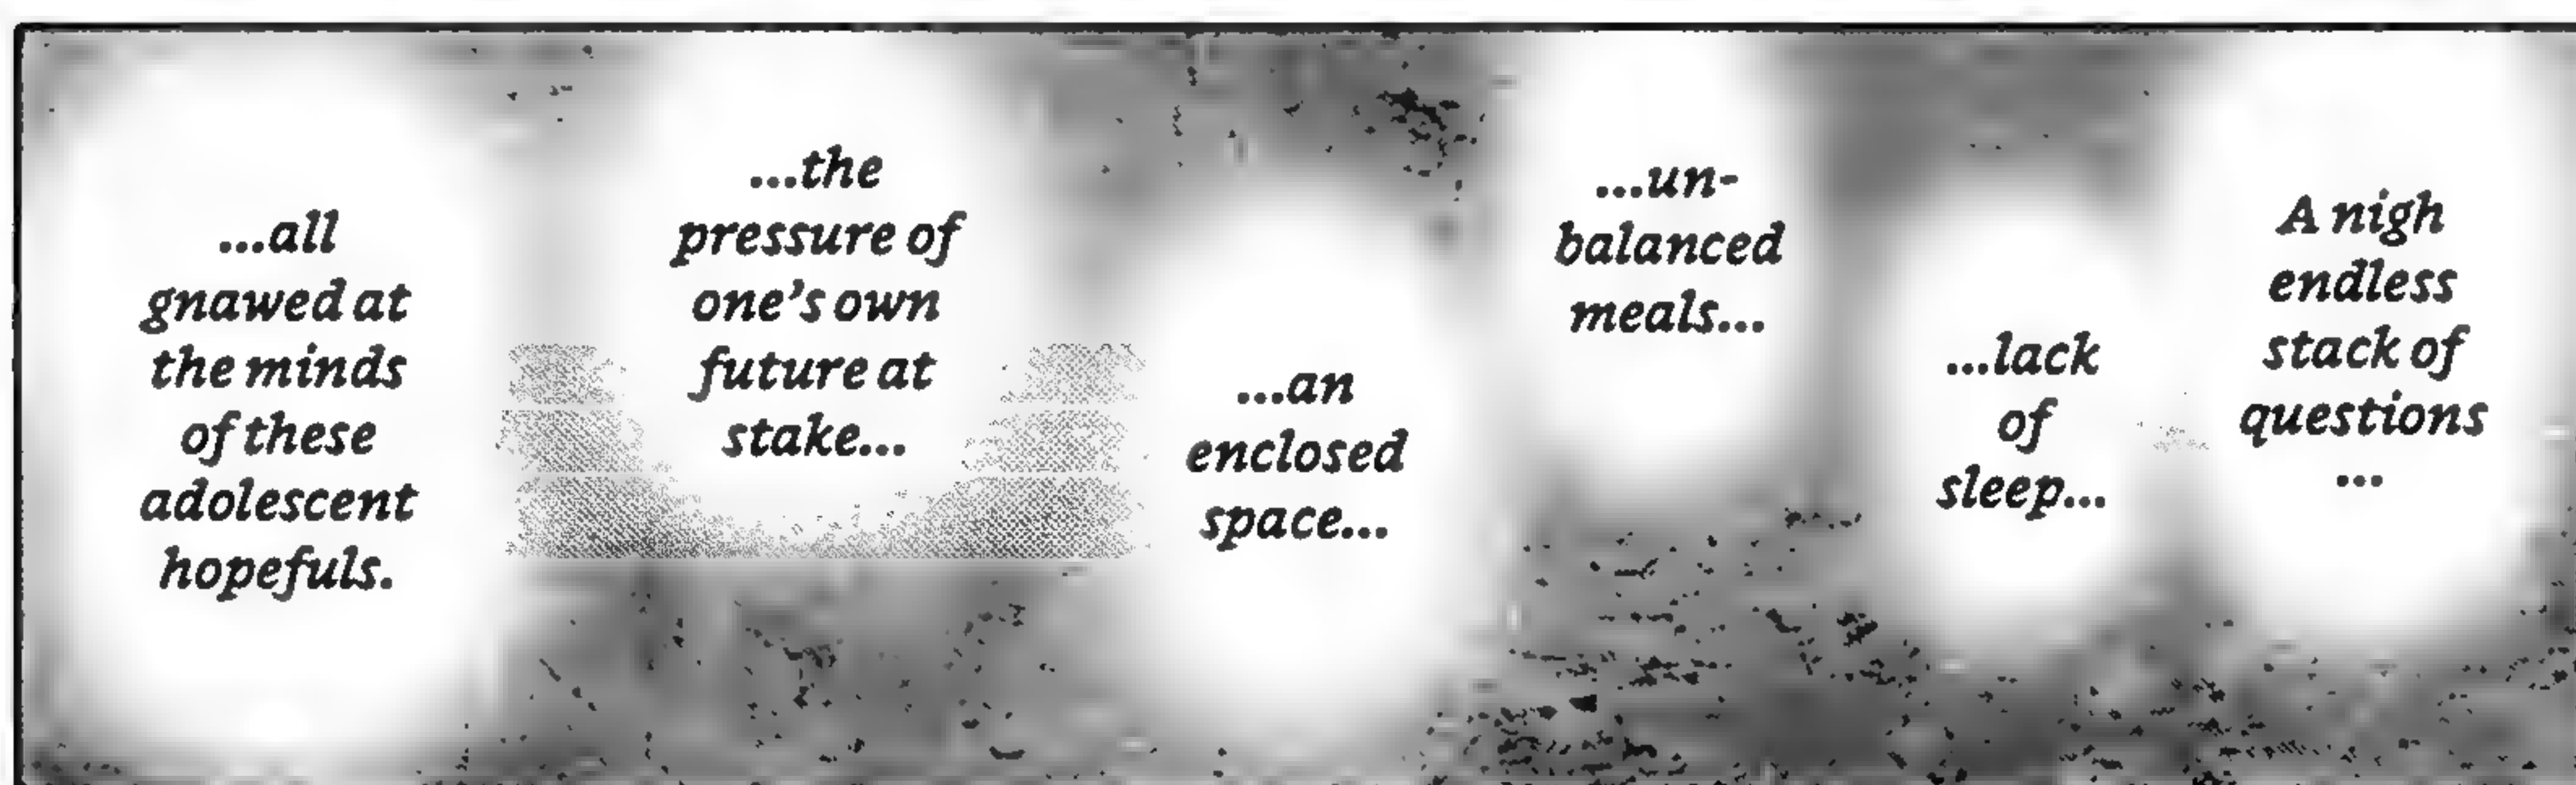 A nigh
endless
stack of
questions
...
...lack
of
sleep...
...un-
balanced
meals...
...an
enclosed
space...
...the
pressure of
one's own
future at
stake...
...all
gnawed at
the minds
of these
adolescent
hopefuls.